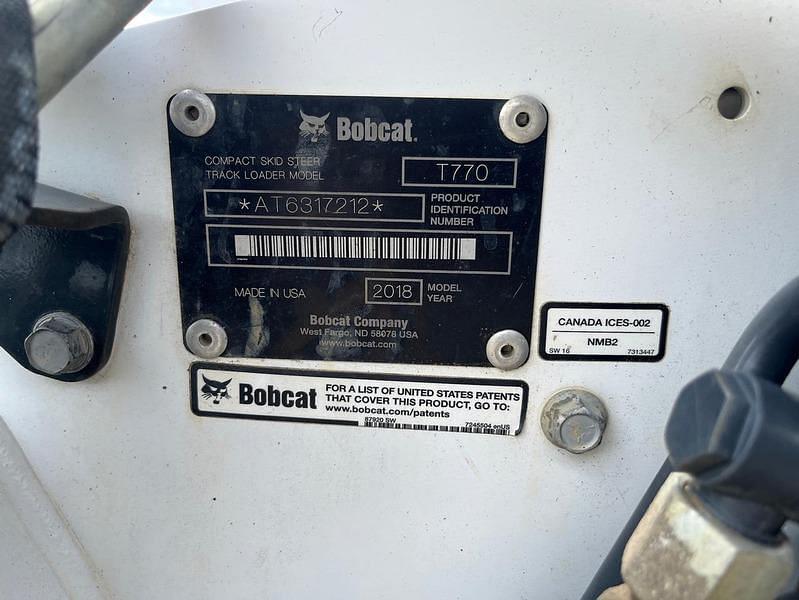 Bobcat.
COMPACT SKID STEER
TRACK LOADER MODEL
T770
*AT6317212*
PRODUCT
IDENTIFICATION
NUMBER
MADE IN USA
2018
MODEL
YEAR
Bobcat Company
West Fargo, ND 58078 USA
www.bobcat.com
CANADA ICES-002
NMB2
SW 16 7313447
Bobcat
FOR A LIST OF UNITED STATES PATENTS
THAT COVER THIS PRODUCT, GO TO:
www.bobcat.com/patents
87920 SW 7245504 enUS